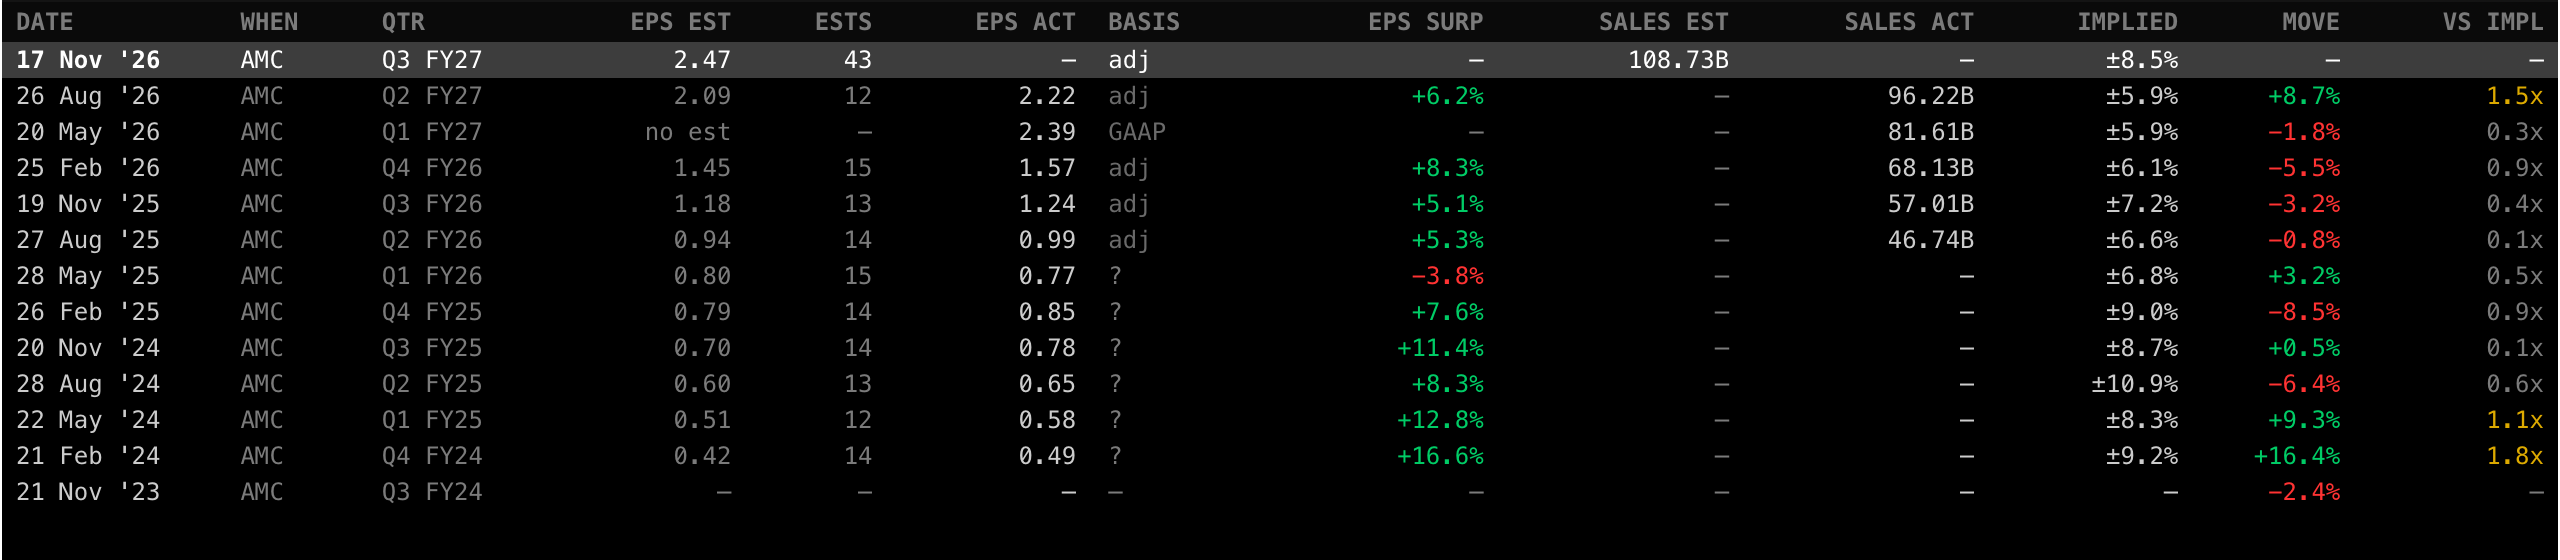 DATE WHEN QTR EPS EST ESTS EPS ACT BASIS EPS SURP SALES EST SALES ACT IMPLIED MOVE VS IMPL
17 Nov '26 AMC Q3 FY27 2.47 43 — adj — 108.73B — ±8.5% — —
26 Aug '26 AMC Q2 FY27 2.09 12 2.22 adj +6.2% — 96.22B ±5.9% +8.7% 1.5x
20 May '26 AMC Q1 FY27 no est — 2.39 GAAP — — 81.61B ±5.9% −1.8% 0.3x
25 Feb '26 AMC Q4 FY26 1.45 15 1.57 adj +8.3% — 68.13B ±6.1% −5.5% 0.9x
19 Nov '25 AMC Q3 FY26 1.18 13 1.24 adj +5.1% — 57.01B ±7.2% −3.2% 0.4x
27 Aug '25 AMC Q2 FY26 0.94 14 0.99 adj +5.3% — 46.74B ±6.6% −0.8% 0.1x
28 May '25 AMC Q1 FY26 0.80 15 0.77 ? −3.8% — — ±6.8% +3.2% 0.5x
26 Feb '25 AMC Q4 FY25 0.79 14 0.85 ? +7.6% — — ±9.0% −8.5% 0.9x
20 Nov '24 AMC Q3 FY25 0.70 14 0.78 ? +11.4% — — ±8.7% +0.5% 0.1x
28 Aug '24 AMC Q2 FY25 0.60 13 0.65 ? +8.3% — — ±10.9% −6.4% 0.6x
22 May '24 AMC Q1 FY25 0.51 12 0.58 ? +12.8% — — ±8.3% +9.3% 1.1x
21 Feb '24 AMC Q4 FY24 0.42 14 0.49 ? +16.6% — — ±9.2% +16.4% 1.8x
21 Nov '23 AMC Q3 FY24 — — — — — — — — −2.4% —